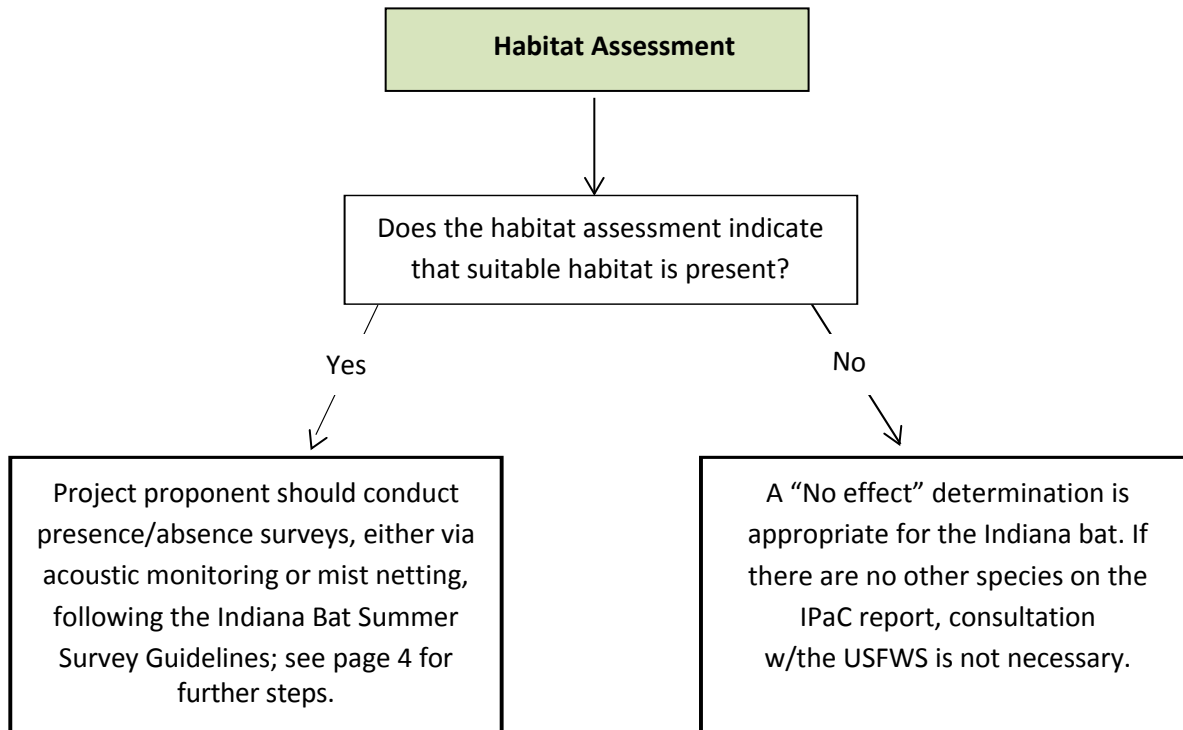 Habitat Assessment
Does the habitat assessment indicate
that suitable habitat is present?
Yes
No
Project proponent should conduct
presence/absence surveys, either via
acoustic monitoring or mist netting,
following the Indiana Bat Summer
Survey Guidelines; see page 4 for
further steps.
A “No effect” determination is
appropriate for the Indiana bat. If
there are no other species on the
IPaC report, consultation
w/the USFWS is not necessary.